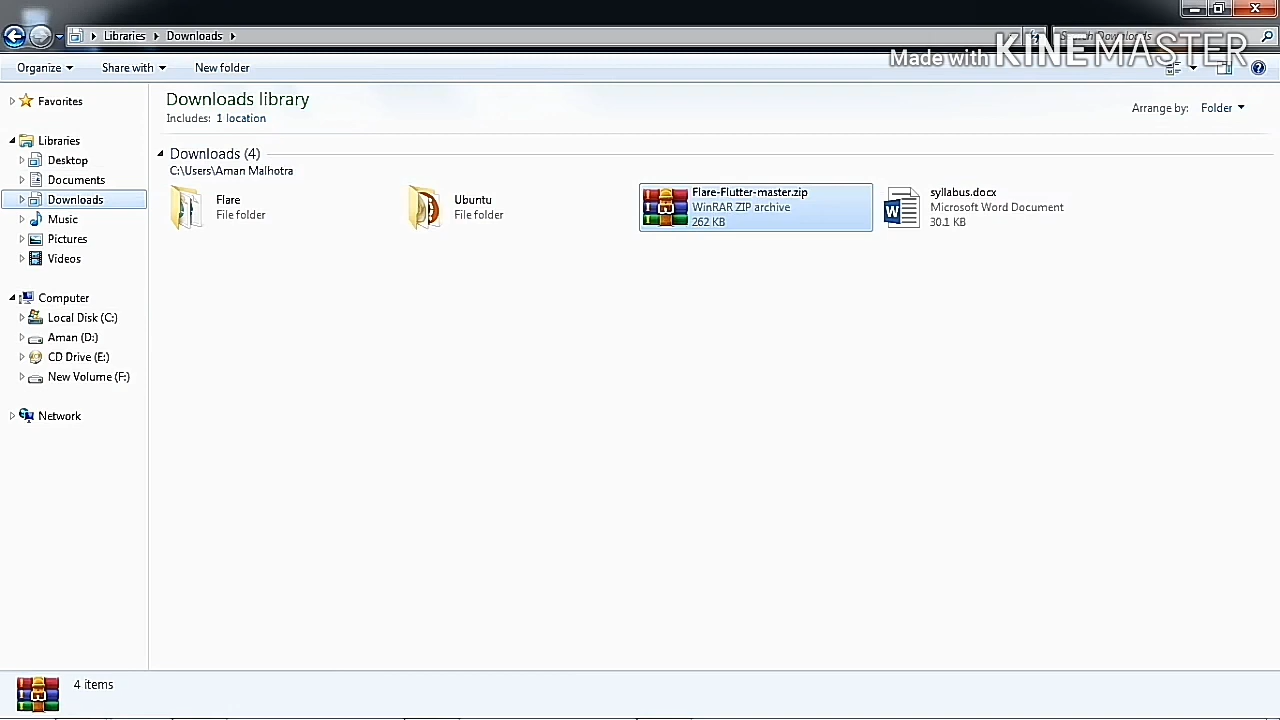 Libraries
Downloads
Search Downloads
Made with KINEMASTER
Organize
Share with
New folder
Favorites
Libraries
Desktop
Documents
Downloads
Music
Pictures
Videos
Computer
Local Disk (C:)
Aman (D:)
CD Drive (E:)
New Volume (F:)
Network
Downloads library
Includes: 1 location
Arrange by: Folder
Downloads (4)
C:\Users\Aman Malhotra
Flare
File folder
Ubuntu
File folder
Flare-Flutter-master.zip
WinRAR ZIP archive
262 KB
syllabus.docx
Microsoft Word Document
30.1 KB
4 items